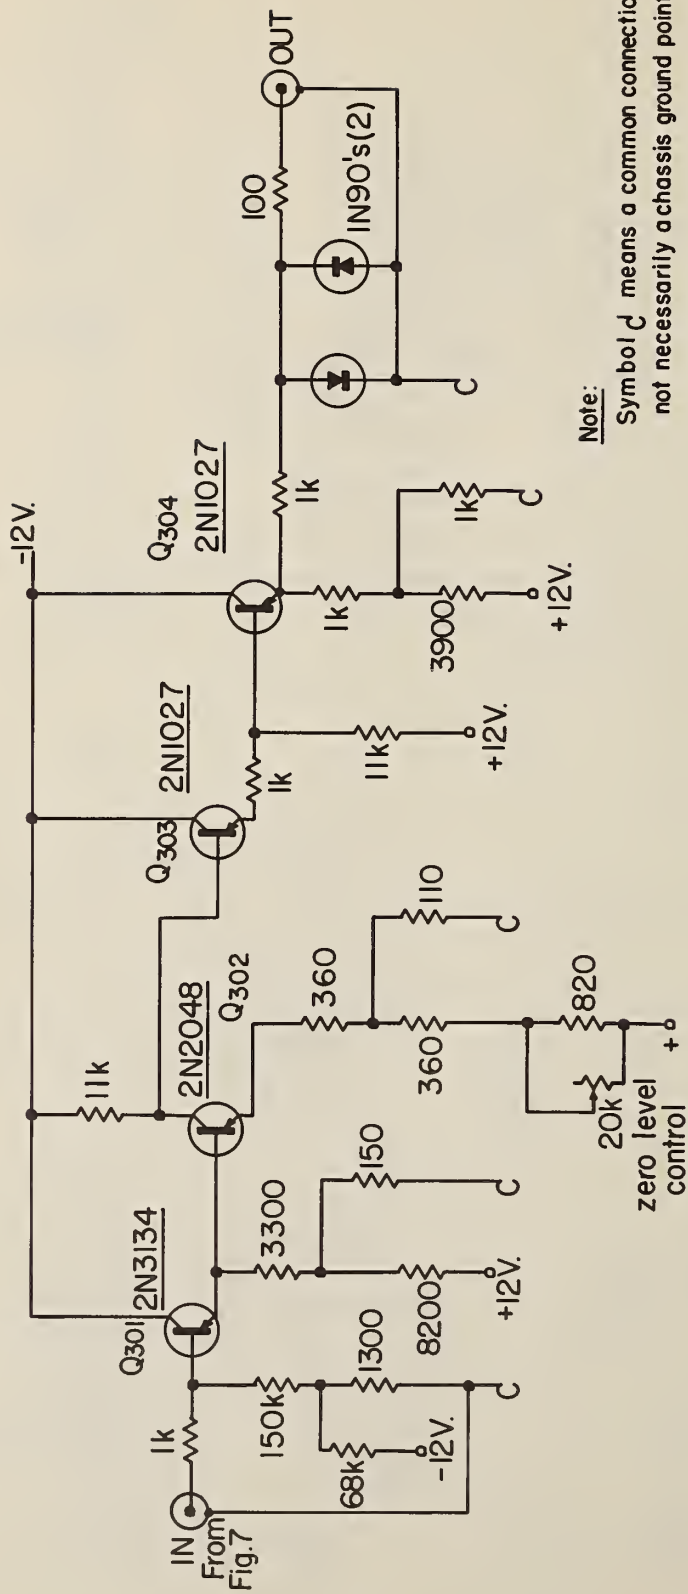 -12V.
Q301
2N3134
11k
2N2048
Q302
Q303
2N1027
Q304
2N1027
100
OUT
1N90's(2)
IN
From
Fig.7
1k
150k
68k
-12V.
1300
C
3300
8200
+12V.
150
C
360
360
110
C
20k
zero level
control
820
+
1k
11k
+12V.
1k
1k
3900
+12V.
1k
C
C
Note:
Symbol C means a common connection
not necessarily a chassis ground point